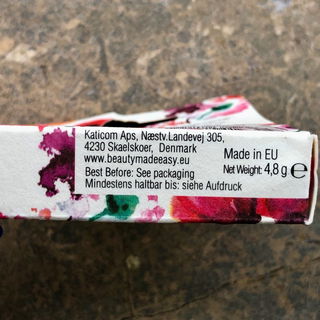 Katicom Aps, Næstv.Landevej 305,
4230 Skaelskoer, Denmark
www.beautymadeeasy.eu
Best Before: See packaging
Mindestens haltbar bis: siehe Aufdruck
Made in EU
Net Weight: 4,8 g e